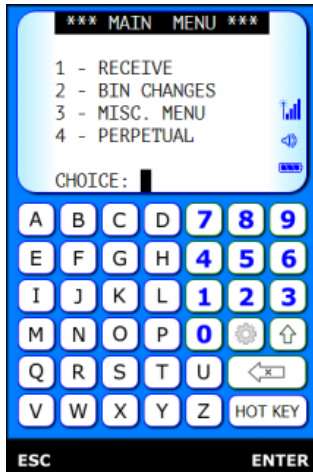 *** MAIN MENU ***
1 - RECEIVE
2 - BIN CHANGES
3 - MISC. MENU
4 - PERPETUAL
CHOICE:
A B C D 7 8 9
E F G H 4 5 6
I J K L 1 2 3
M N O P 0
Q R S T U
V W X Y Z HOT KEY
ESC ENTER